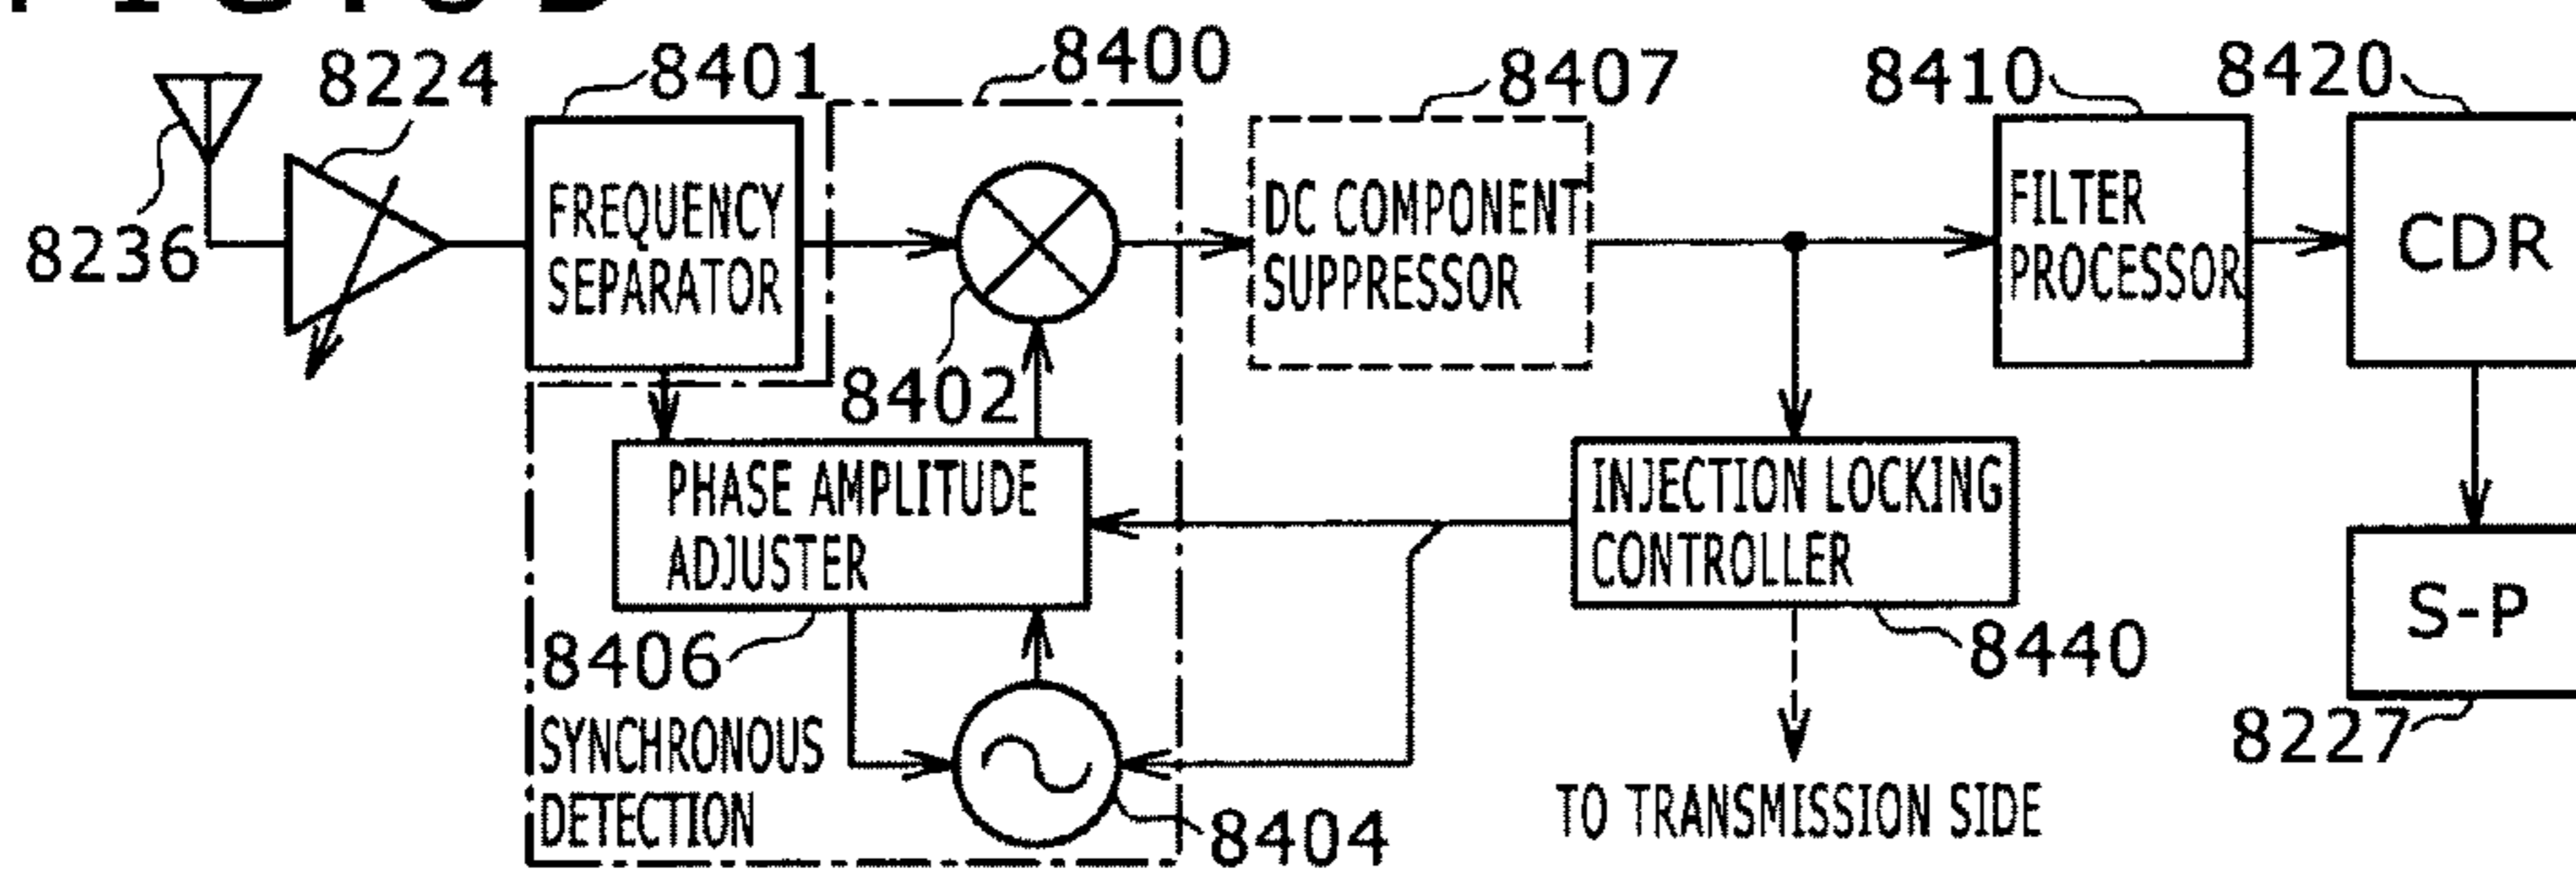 8236
8224
8401
8400
8407
8410
8420
FREQUENCY
SEPARATOR
8402
DC COMPONENT
SUPPRESSOR
FILTER
PROCESSOR
CDR
PHASE AMPLITUDE
ADJUSTER
8406
INJECTION LOCKING
CONTROLLER
8440
S-P
8227
SYNCHRONOUS
DETECTION
8404
TO TRANSMISSION SIDE